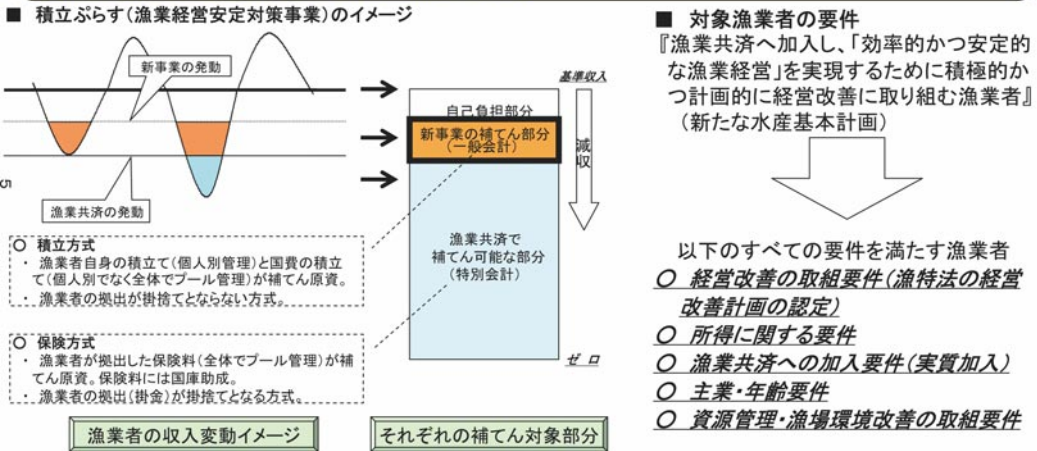 ■ 積立ぷらす(漁業経営安定対策事業)のイメージ
新事業の発動
漁業共済の発動
5
基準収入
自己負担部分
新事業の補てん部分
(一般会計)
減収
漁業共済で
補てん可能な部分
(特別会計)
ゼロ
○ 積立方式
・ 漁業者自身の積立て(個人別管理)と国費の積立
て(個人別でなく全体でプール管理)が補てん原資。
・ 漁業者の拠出が掛捨てとならない方式。
○ 保険方式
・ 漁業者が拠出した保険料(全体でプール管理)が補
てん原資。保険料には国庫助成。
・ 漁業者の拠出(掛金)が掛捨てとなる方式。
漁業者の収入変動イメージ
それぞれの補てん対象部分
■ 対象漁業者の要件
『漁業共済へ加入し、「効率的かつ安定的
な漁業経営」を実現するために積極的か
つ計画的に経営改善に取り組む漁業者』
(新たな水産基本計画)
以下のすべての要件を満たす漁業者
○ 経営改善の取組要件(漁特法の経営
改善計画の認定)
○ 所得に関する要件
○ 漁業共済への加入要件(実質加入)
○ 主業・年齢要件
○ 資源管理・漁場環境改善の取組要件